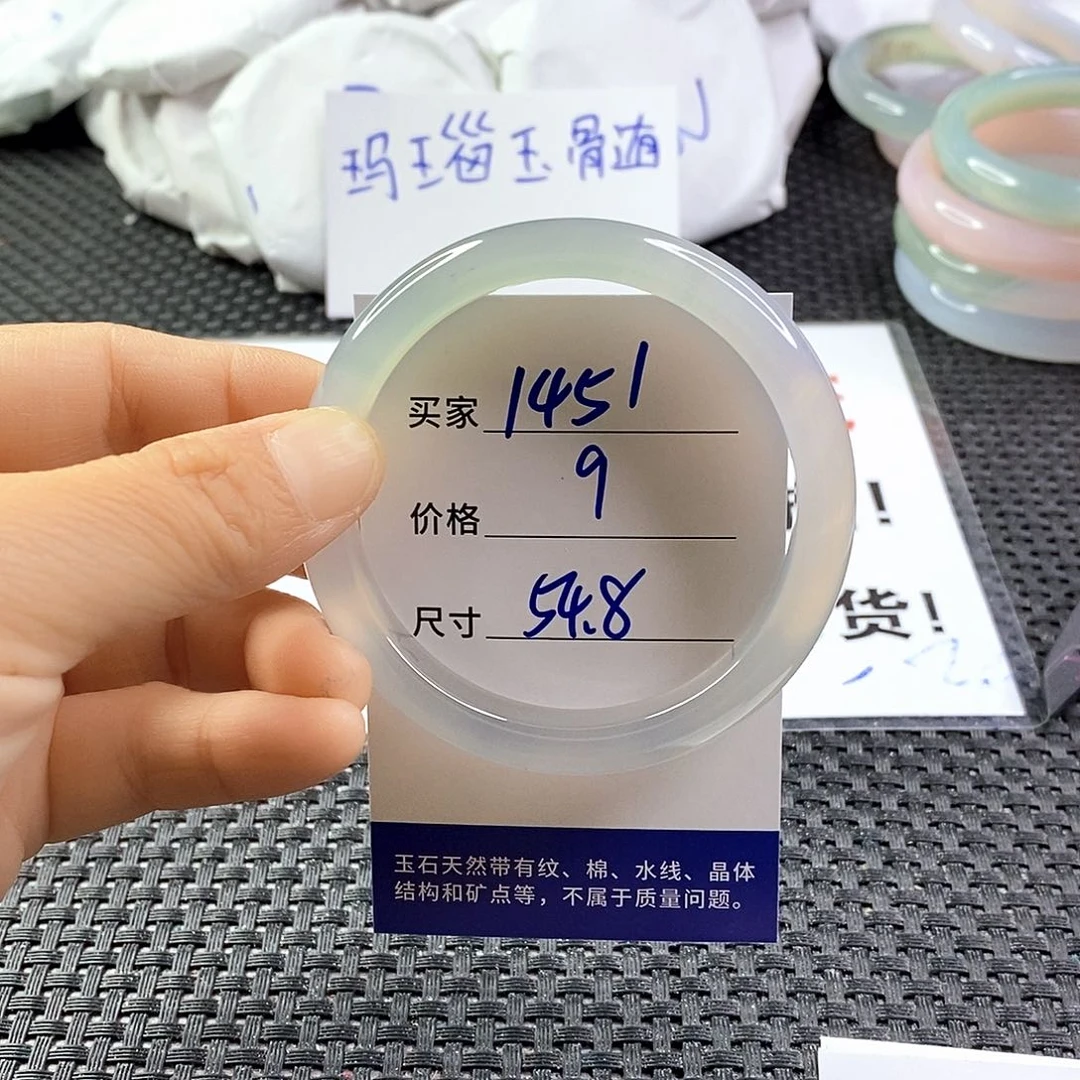 玛瑙玉骨髓
买家 1451
价格 9
尺寸 54.8
货!
玉石天然带有纹、棉、水线、晶体
结构和矿点等，不属于质量问题。